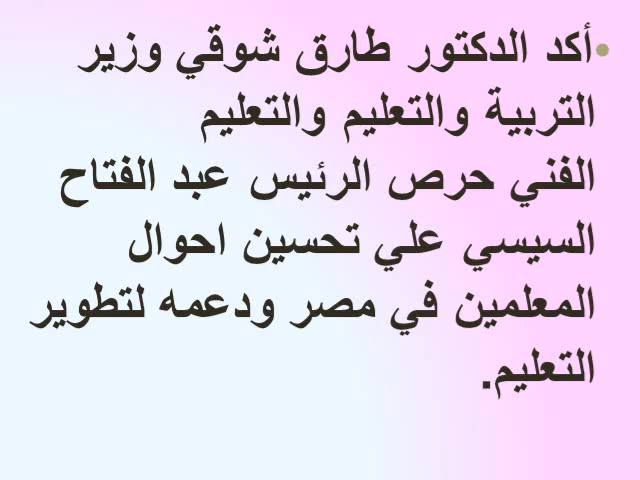 •أكد الدكتور طارق شوقي وزير
التربية والتعليم والتعليم
الفني حرص الرئيس عبد الفتاح
السيسي علي تحسين احوال
المعلمين في مصر ودعمه لتطوير
التعليم.